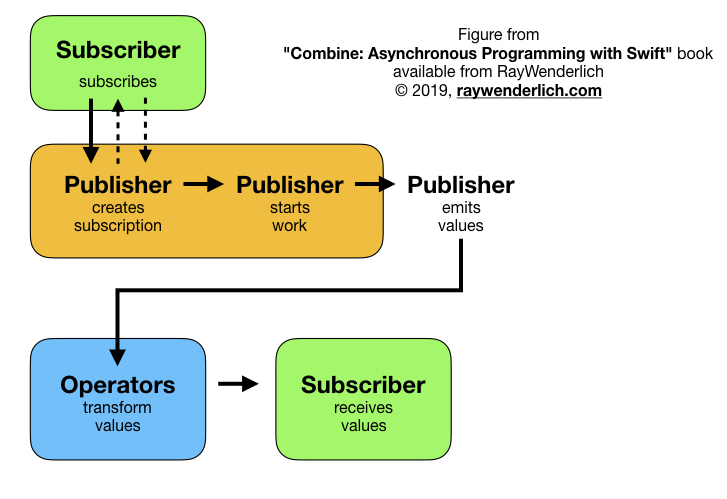 Subscriber
subscribes
Figure from
"Combine: Asynchronous Programming with Swift" book
available from RayWenderlich
© 2019, raywenderlich.com
Publisher
creates
subscription
Publisher
starts
work
Publisher
emits
values
Operators
transform
values
Subscriber
receives
values